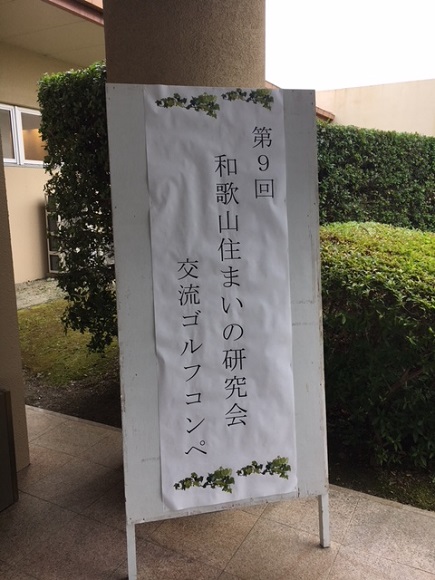 第９回
和歌山住まいの研究会
交流ゴルフコンペ